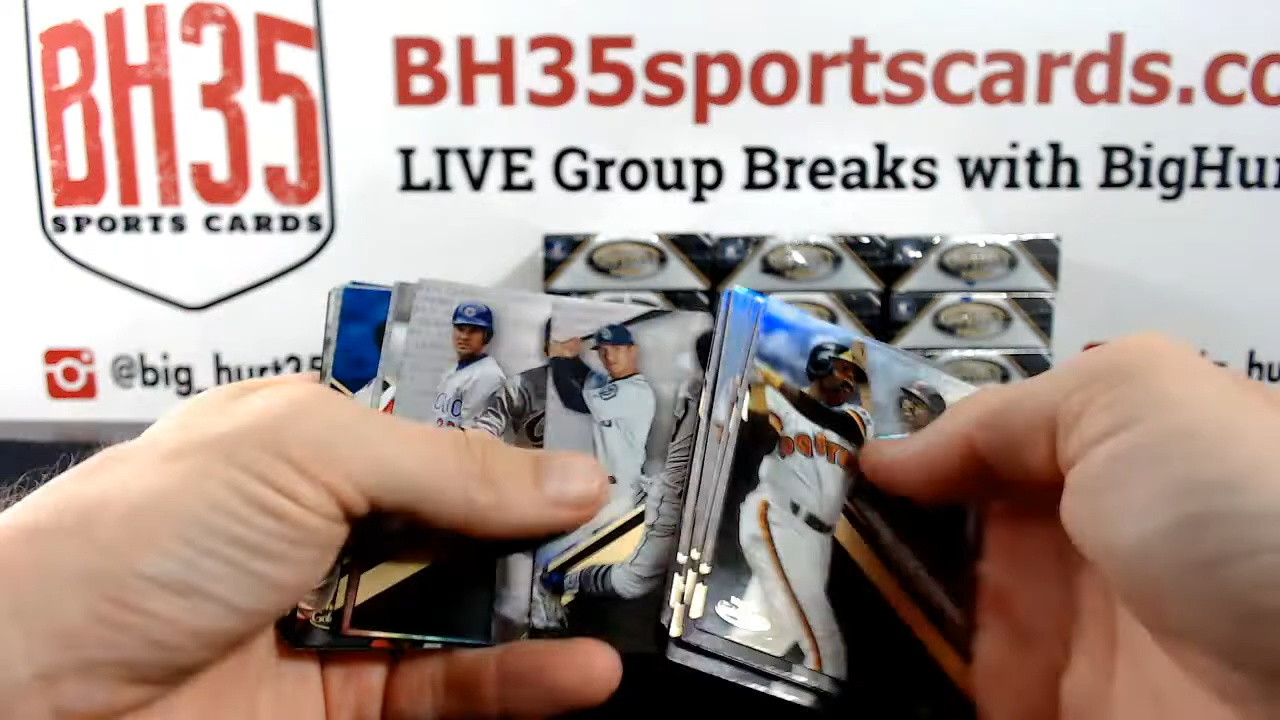 BH35
SPORTS CARDS
BH35sportscards.co
LIVE Group Breaks with BigHu
@big_hurt35